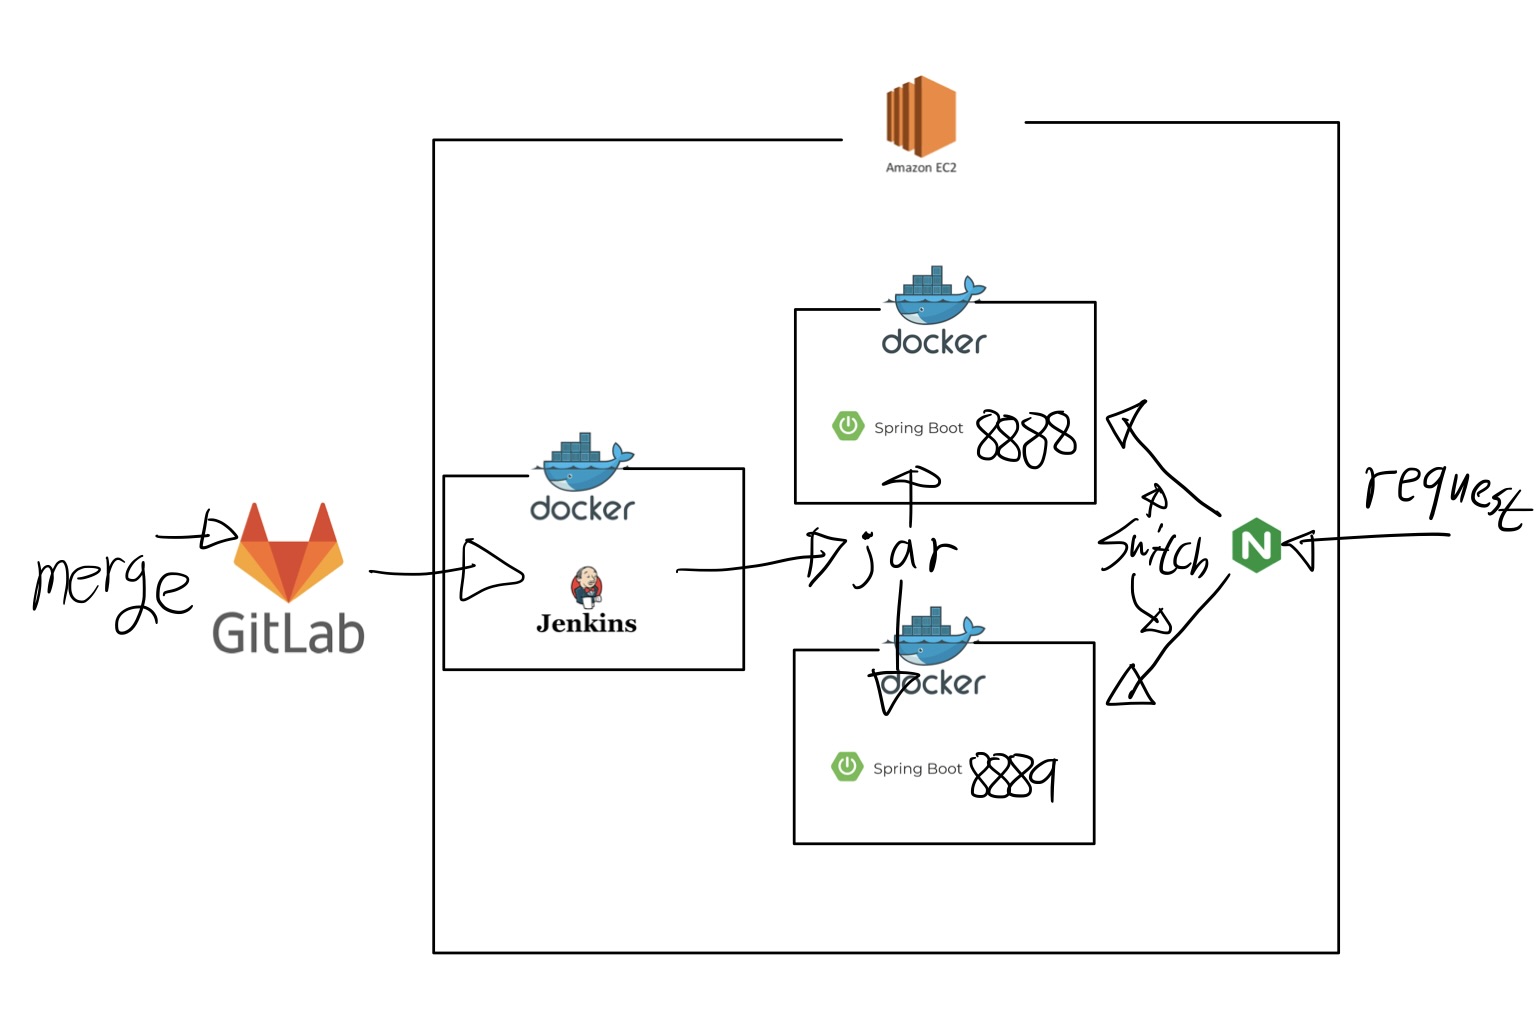 Amazon EC2
docker
Spring Boot 8888
docker
Jenkins
merge
GitLab
jar
switch
request
docker
Spring Boot 8889